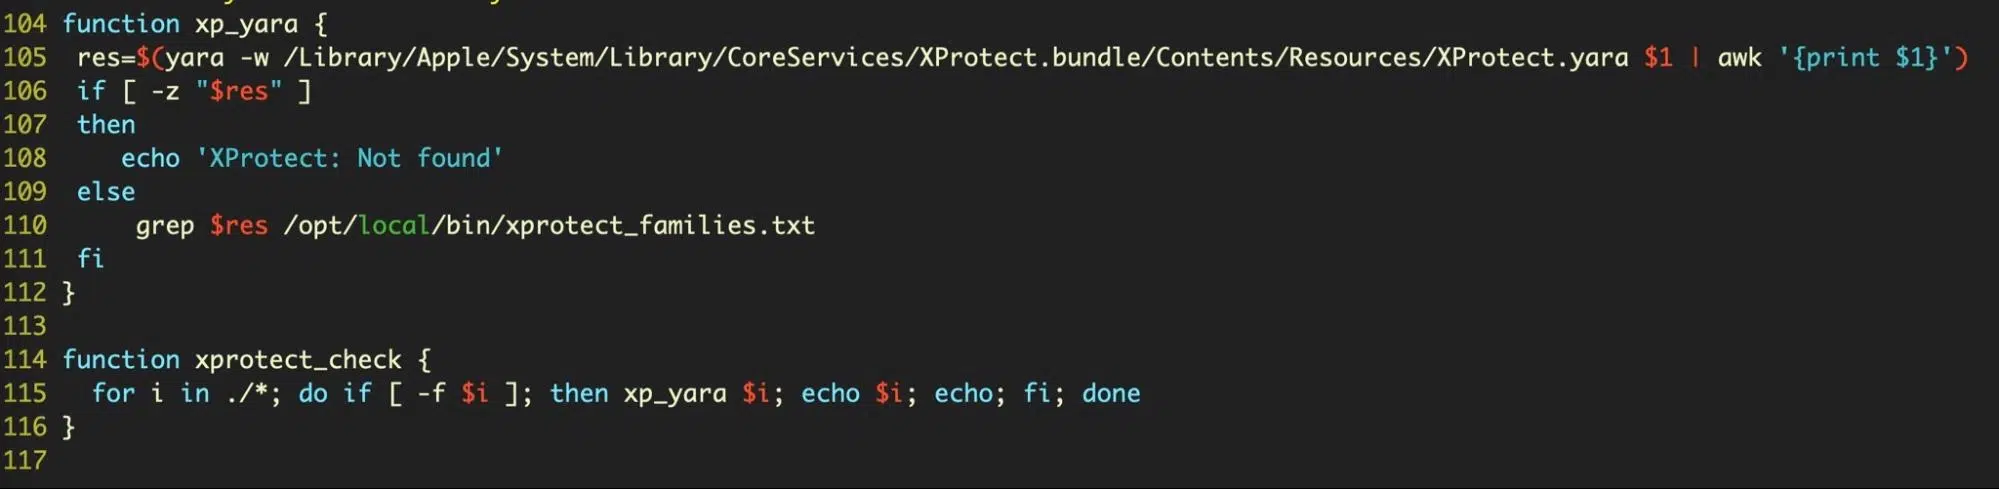 104 function xp_yara {
105  res=$(yara -w /Library/Apple/System/Library/CoreServices/XProtect.bundle/Contents/Resources/XProtect.yara $1 | awk '{print $1}')
106  if [ -z "$res" ]
107  then
108     echo 'XProtect: Not found'
109  else
110      grep $res /opt/local/bin/xprotect_families.txt
111  fi
112 }
113
114 function xprotect_check {
115   for i in ./*; do if [ -f $i ]; then xp_yara $i; echo $i; echo; fi; done
116 }
117